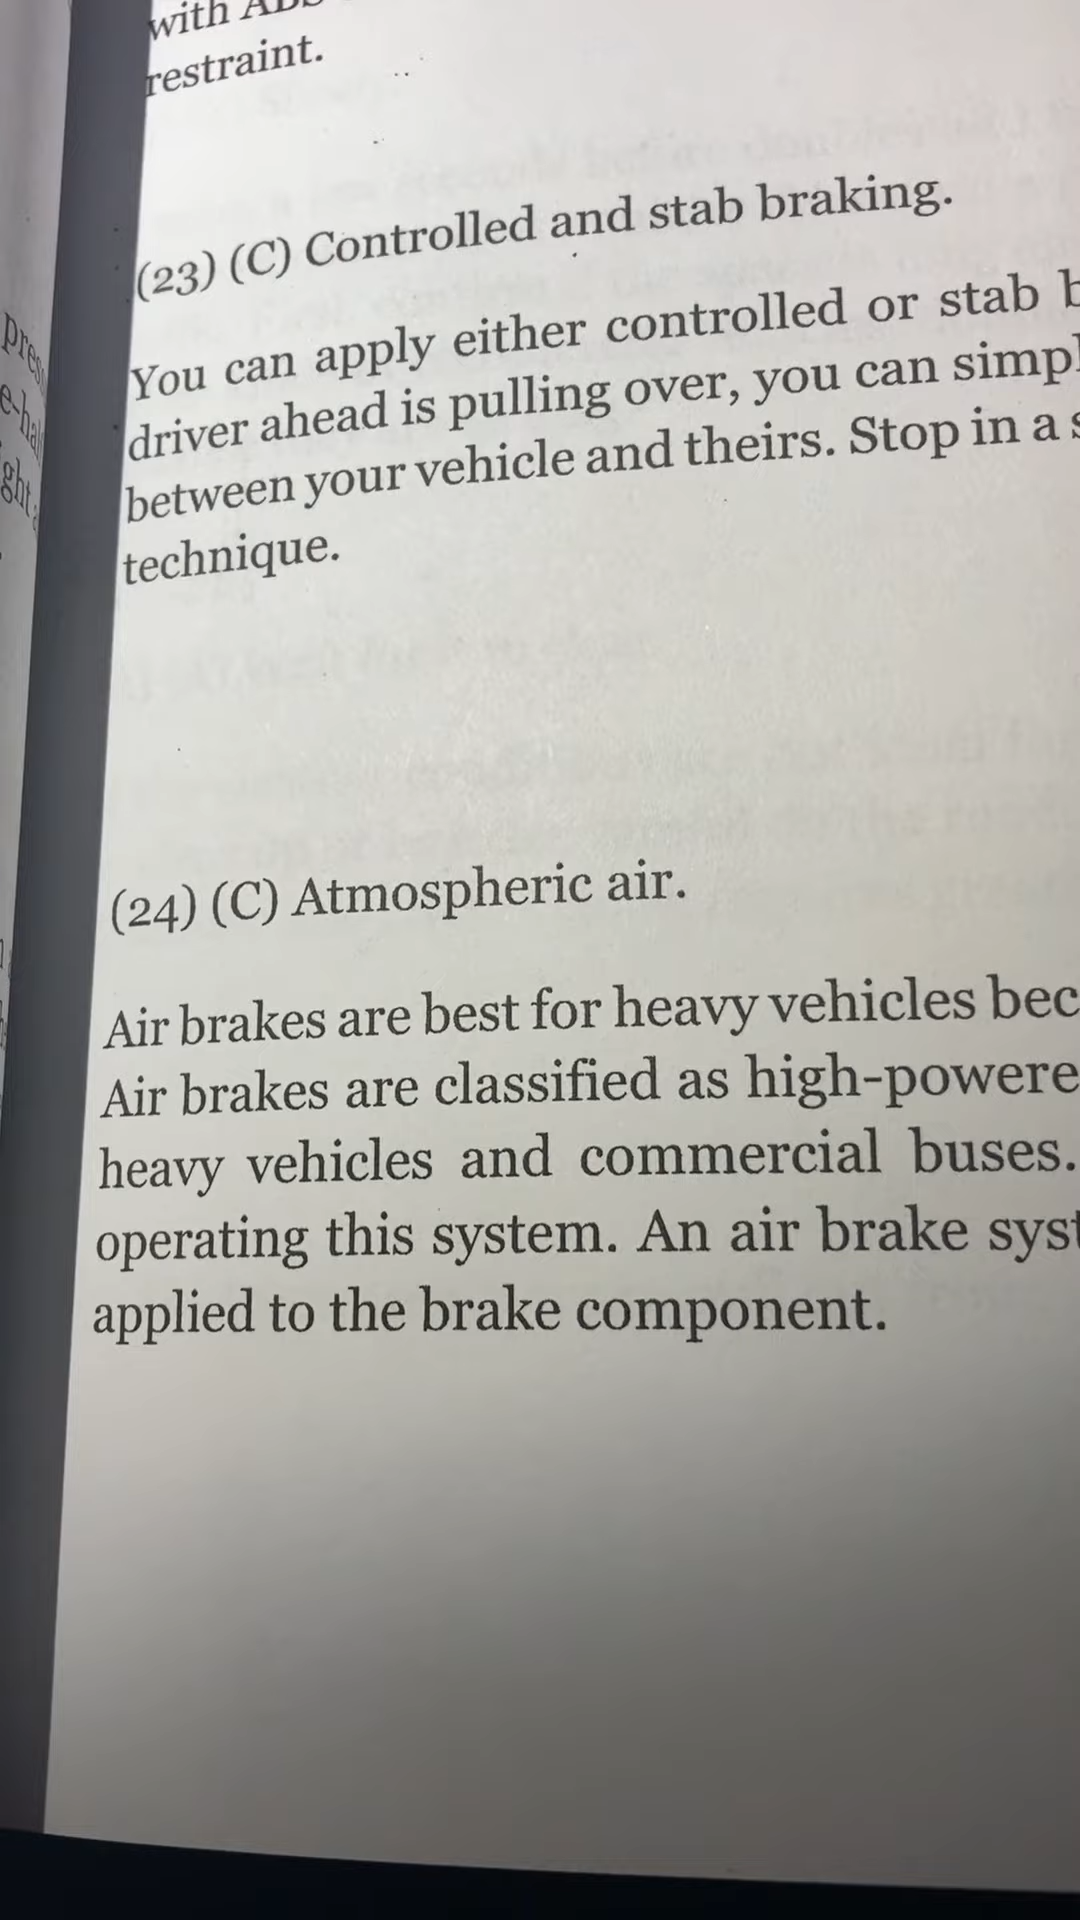 with
restraint.
(23) (C) Controlled and stab braking.
You can apply either controlled or stab
driver ahead is pulling over, you can
between your vehicle and theirs. Stop in a
technique.
(24) (C) Atmospheric air.
Air brakes are best for heavy vehicles
Air brakes are classified as
heavy vehicles and commercial buses.
operating this system. An air brake
applied to the brake component.